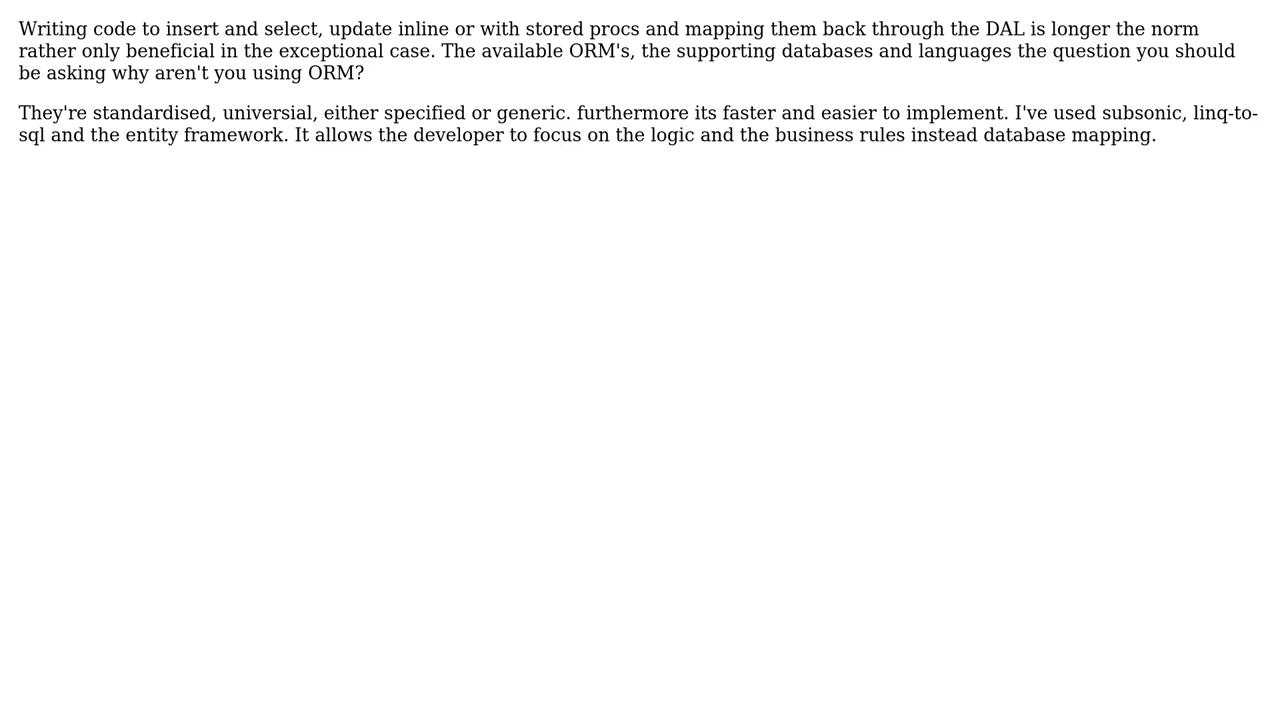 Writing code to insert and select, update inline or with stored procs and mapping them back through the DAL is longer the norm
rather only beneficial in the exceptional case. The available ORM's, the supporting databases and languages the question you should
be asking why aren't you using ORM?
They're standardised, universial, either specified or generic. furthermore its faster and easier to implement. I've used subsonic, linq-to-
sql and the entity framework. It allows the developer to focus on the logic and the business rules instead database mapping.